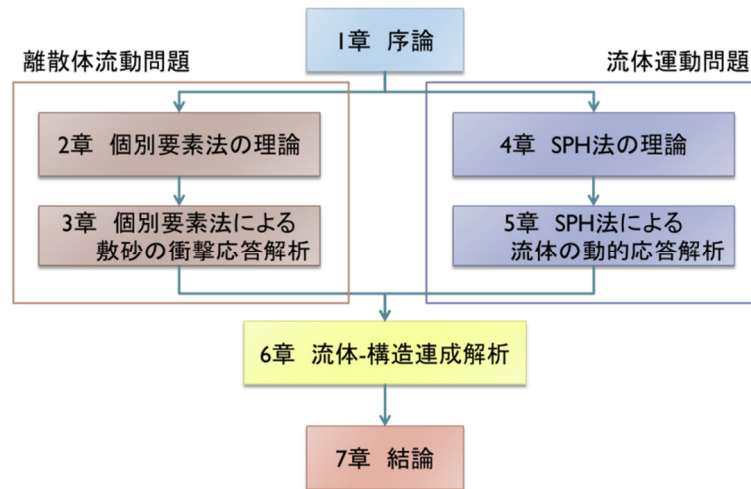 1章 序論
離散体流動問題
流体運動問題
2章 個別要素法の理論
4章 SPH法の理論
3章 個別要素法による
敷砂の衝撃応答解析
5章 SPH法による
流体の動的応答解析
6章 流体-構造連成解析
7章 結論